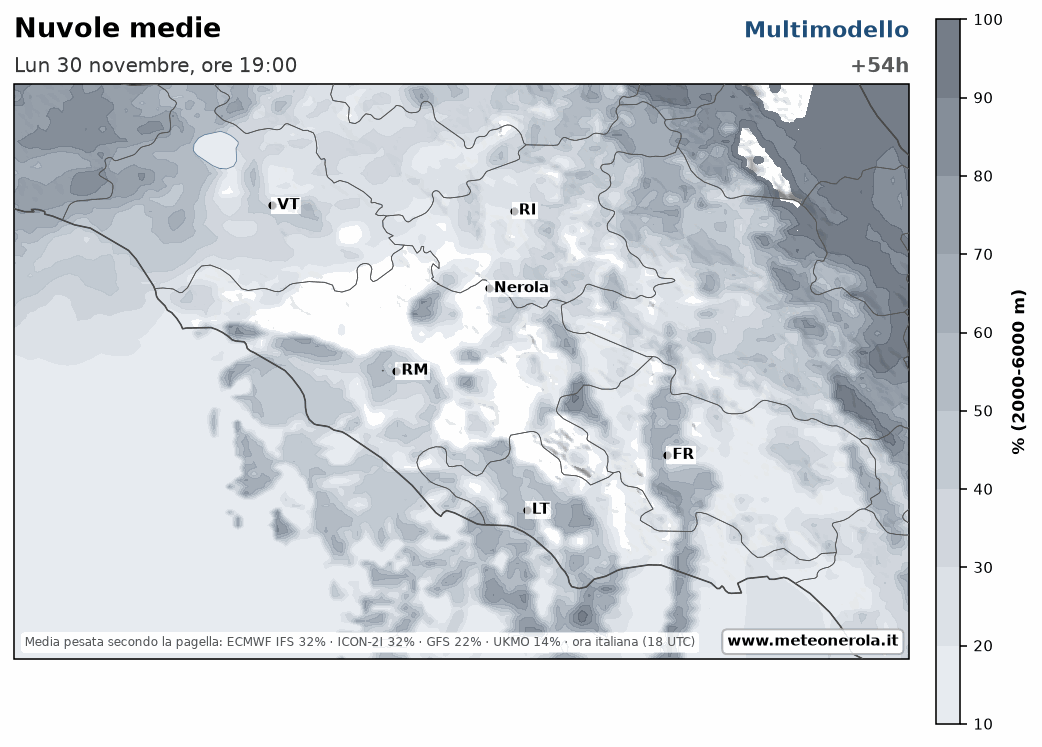 Nuvole medie
Multimodello
Lun 30 novembre, ore 19:00
+54h
100
90
80
70
60
50
40
30
20
10
% (2000-6000 m)
VT
RI
Nerola
RM
FR
LT
Media pesata secondo la pagella: ECMWF IFS 32% · ICON-2I 32% · GFS 22% · UKMO 14% · ora italiana (18 UTC)
www.meteonerola.it